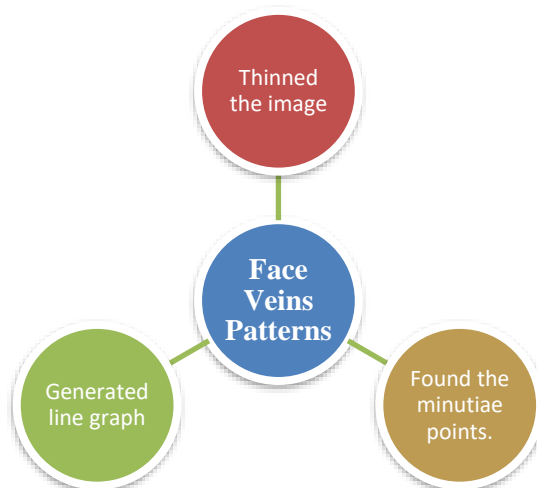 Thinned
the image
Face
Veins
Patterns
Generated
line graph
Found the
minutiae
points.